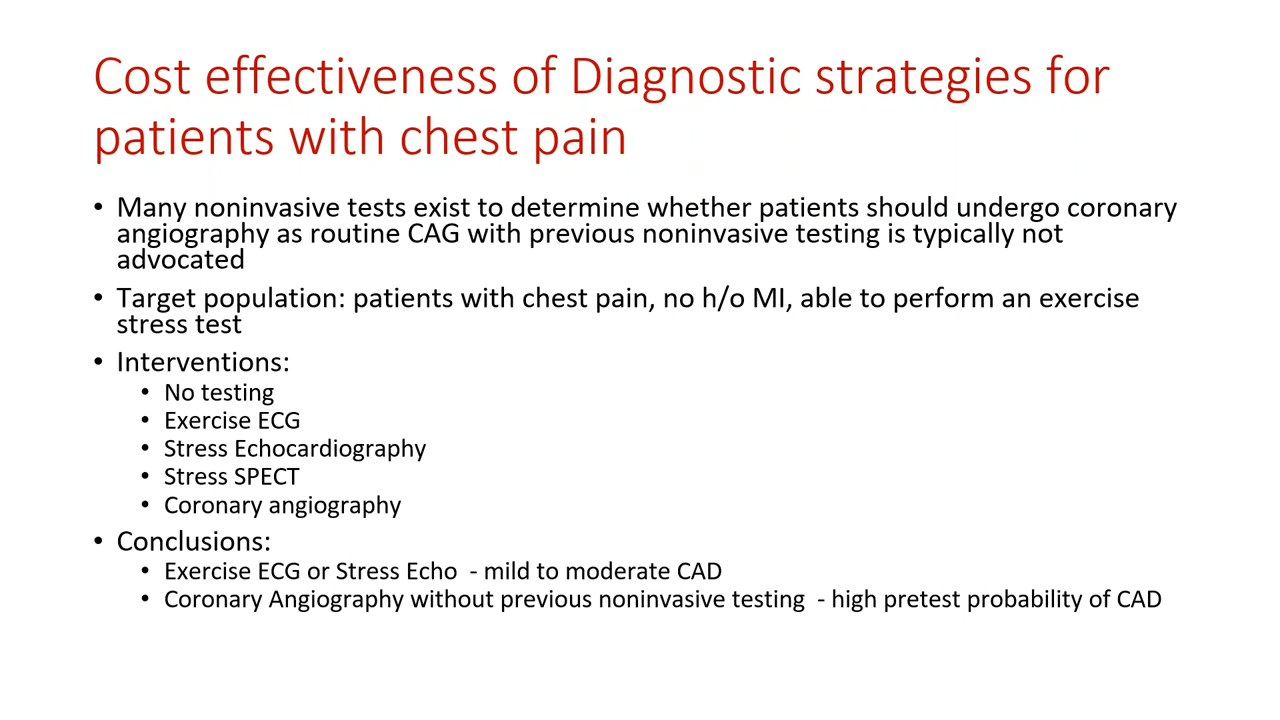 Cost effectiveness of Diagnostic strategies for
patients with chest pain
• Many noninvasive tests exist to determine whether patients should undergo coronary
angiography as routine CAG with previous noninvasive testing is typically not
advocated
• Target population: patients with chest pain, no h/o MI, able to perform an exercise
stress test
• Interventions:
• No testing
• Exercise ECG
• Stress Echocardiography
• Stress SPECT
• Coronary angiography
• Conclusions:
• Exercise ECG or Stress Echo - mild to moderate CAD
• Coronary Angiography without previous noninvasive testing - high pretest probability of CAD